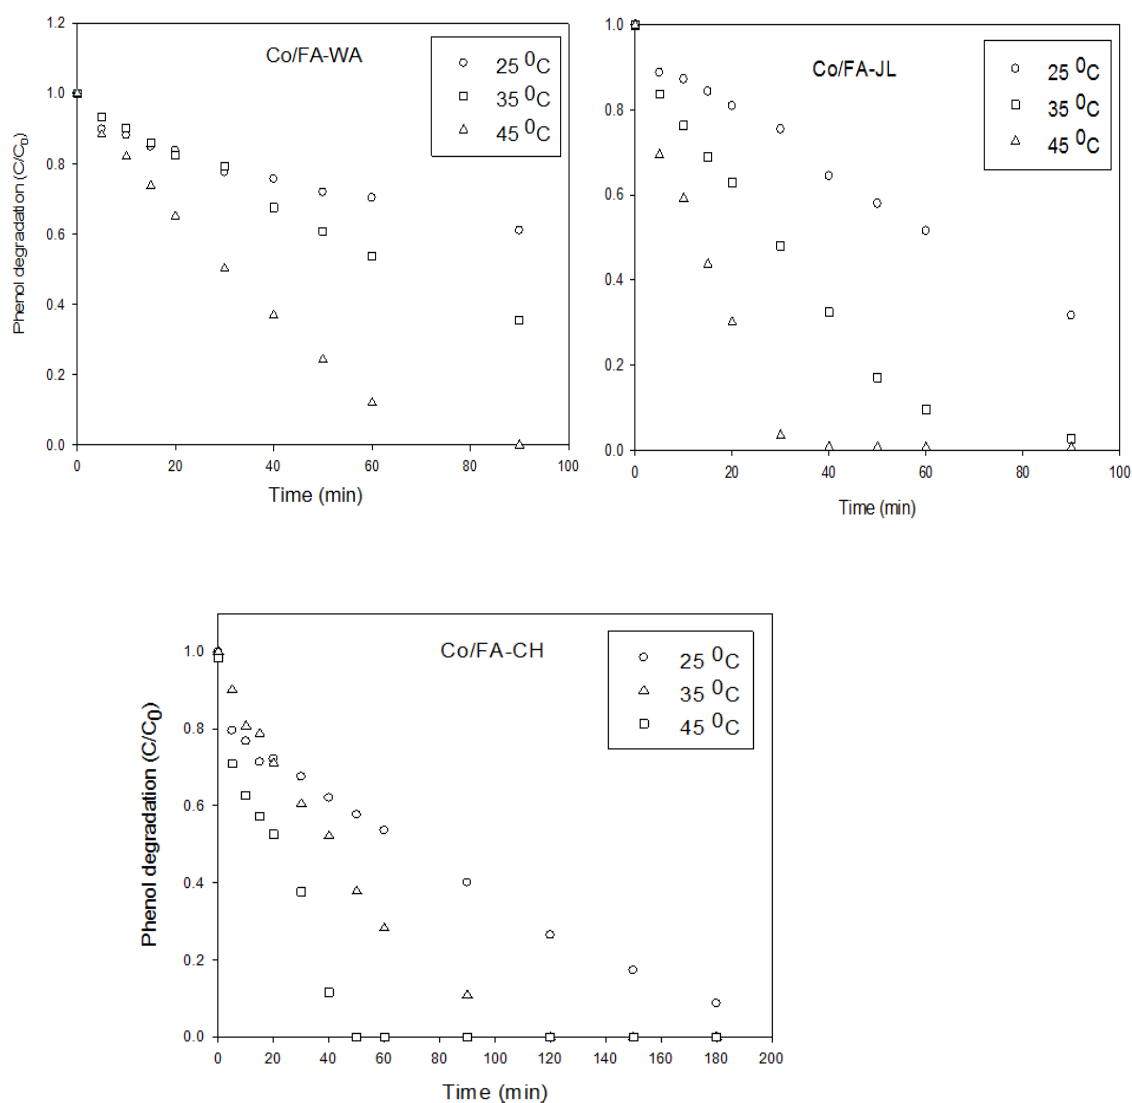 Co/FA-WA
25 ⁰C
35 ⁰C
45 ⁰C
Phenol degradation (C/C₀)
1.2
1.0
0.8
0.6
0.4
0.2
0.0
0 20 40 60 80 100
Time (min)
Co/FA-JL
25 ⁰C
35 ⁰C
45 ⁰C
1.0
0.8
0.6
0.4
0.2
0.0
0 20 40 60 80 100
Time (min)
Co/FA-CH
25 ⁰C
35 ⁰C
45 ⁰C
Phenol degradation (C/C₀)
1.0
0.8
0.6
0.4
0.2
0.0
0 20 40 60 80 100 120 140 160 180 200
Time (min)